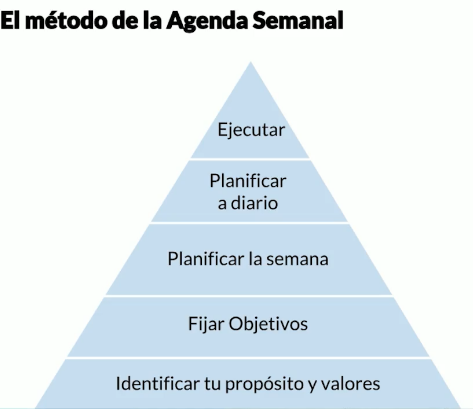 El método de la Agenda Semanal
Ejecutar
Planificar
a diario
Planificar la semana
Fijar Objetivos
Identificar tu propósito y valores